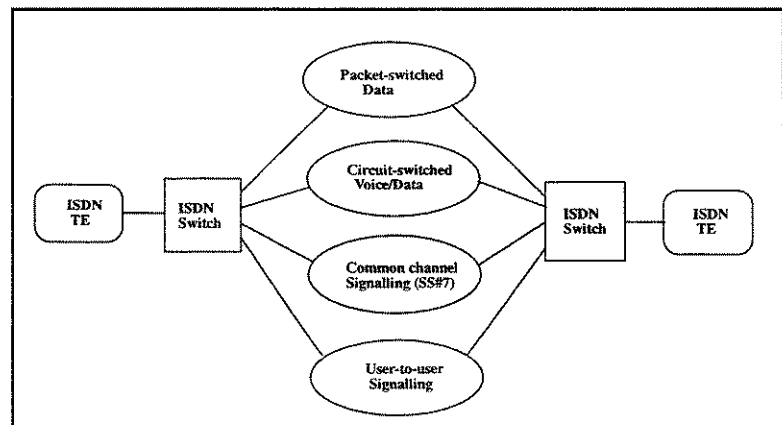 Packet-switched
Data
Circuit-switched
Voice/Data
ISDN
TE
ISDN
Switch
ISDN
Switch
ISDN
TE
Common channel
Signalling (SS#7)
User-to-user
Signalling